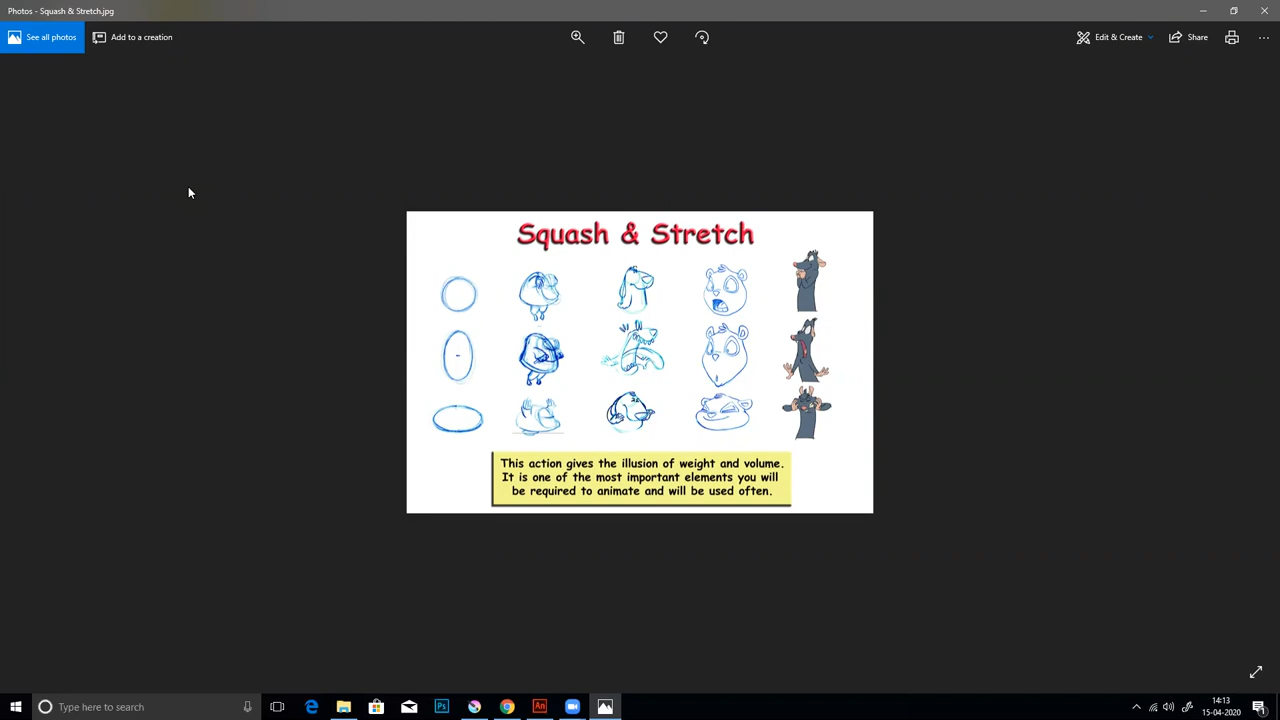 Photos - Squash & Stretch.jpg
See all photos
Add to a creation
Edit & Create
Share
Squash & Stretch
This action gives the illusion of weight and volume.
It is one of the most important elements you will
be required to animate and will be used often.
Type here to search
Ps
An
14:13
15-04-2020